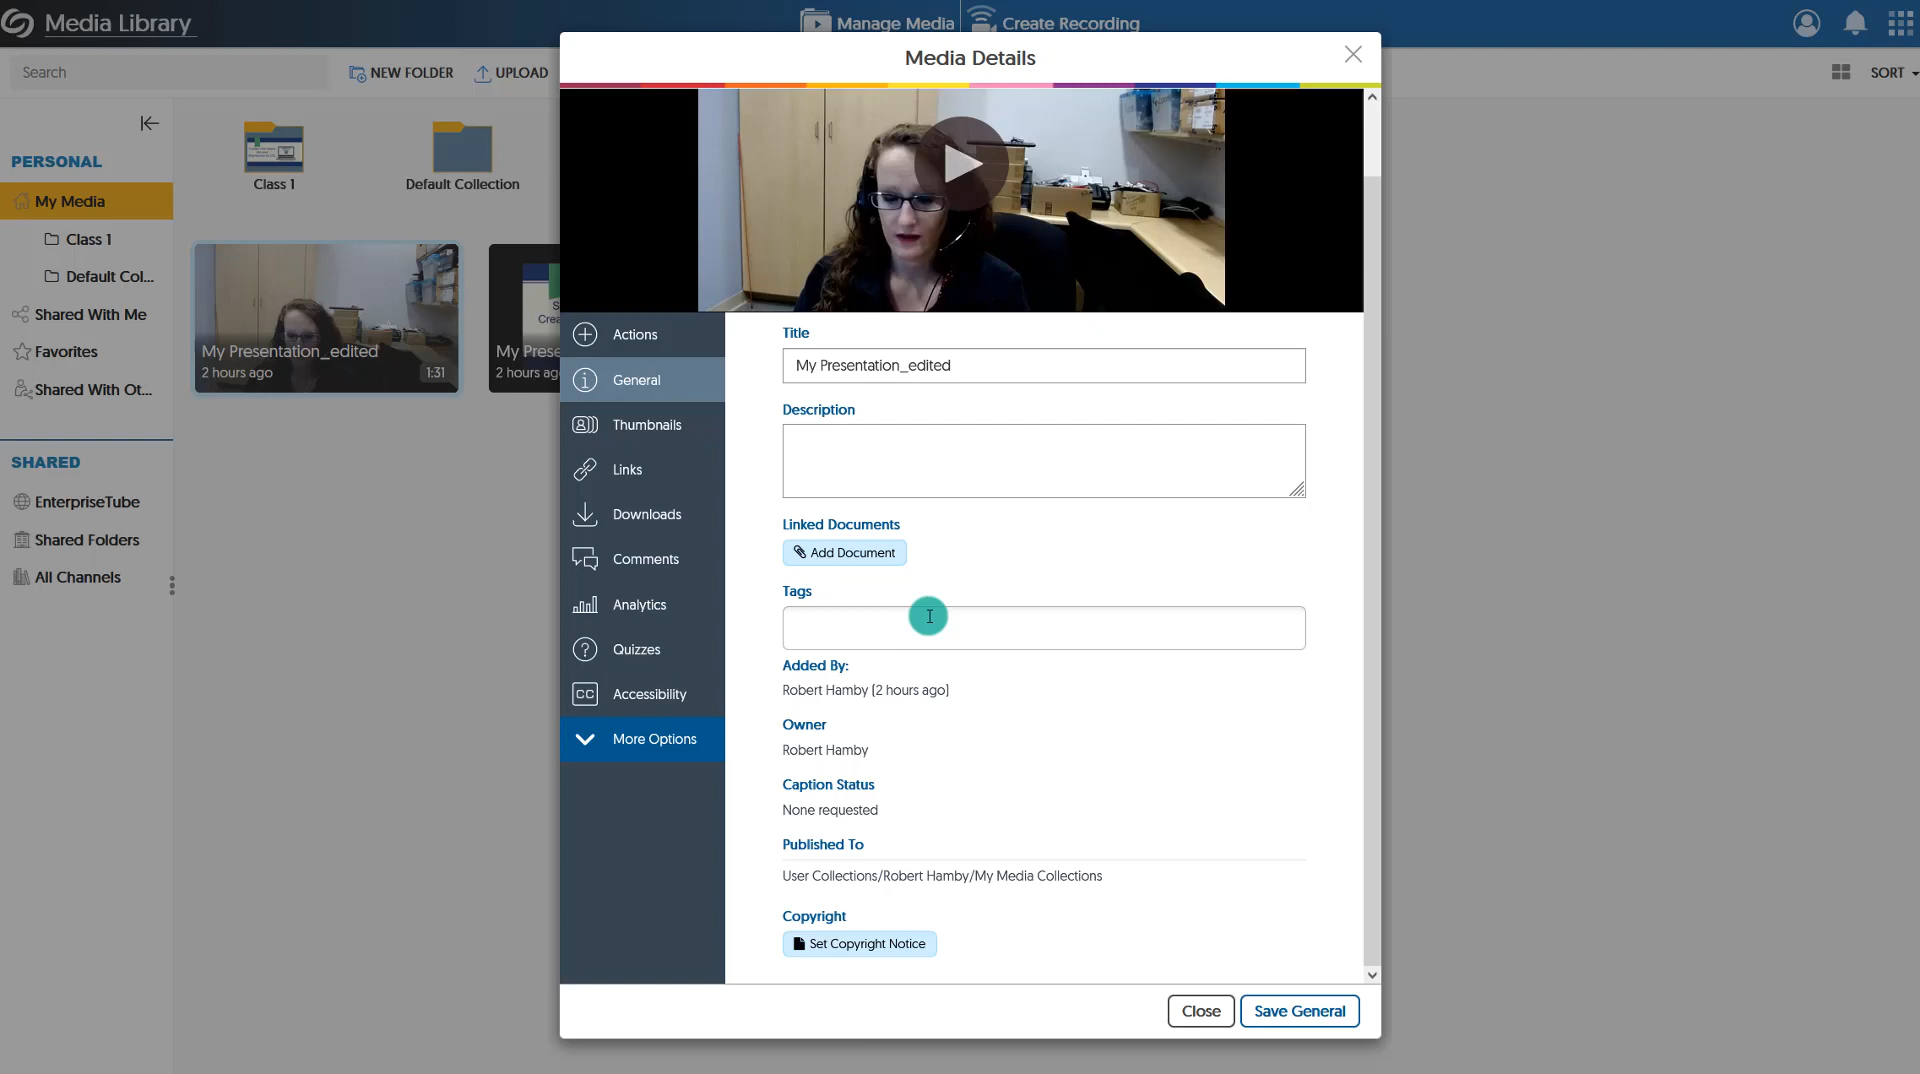 Media Library
Manage Media
Create Recording
Search
NEW FOLDER
UPLOAD
SORT
PERSONAL
My Media
Class 1
Default Col...
Shared With Me
Favorites
Shared With Ot...
SHARED
EnterpriseTube
Shared Folders
All Channels
Class 1
Default Collection
My Presentation_edited
2 hours ago
1:31
My Prese
2 hours ag
Media Details
Actions
General
Thumbnails
Links
Downloads
Comments
Analytics
Quizzes
CC Accessibility
More Options
Title
My Presentation_edited
Description
Linked Documents
Add Document
Tags
Added By:
Robert Hamby (2 hours ago)
Owner
Robert Hamby
Caption Status
None requested
Published To
User Collections/Robert Hamby/My Media Collections
Copyright
Set Copyright Notice
Close
Save General